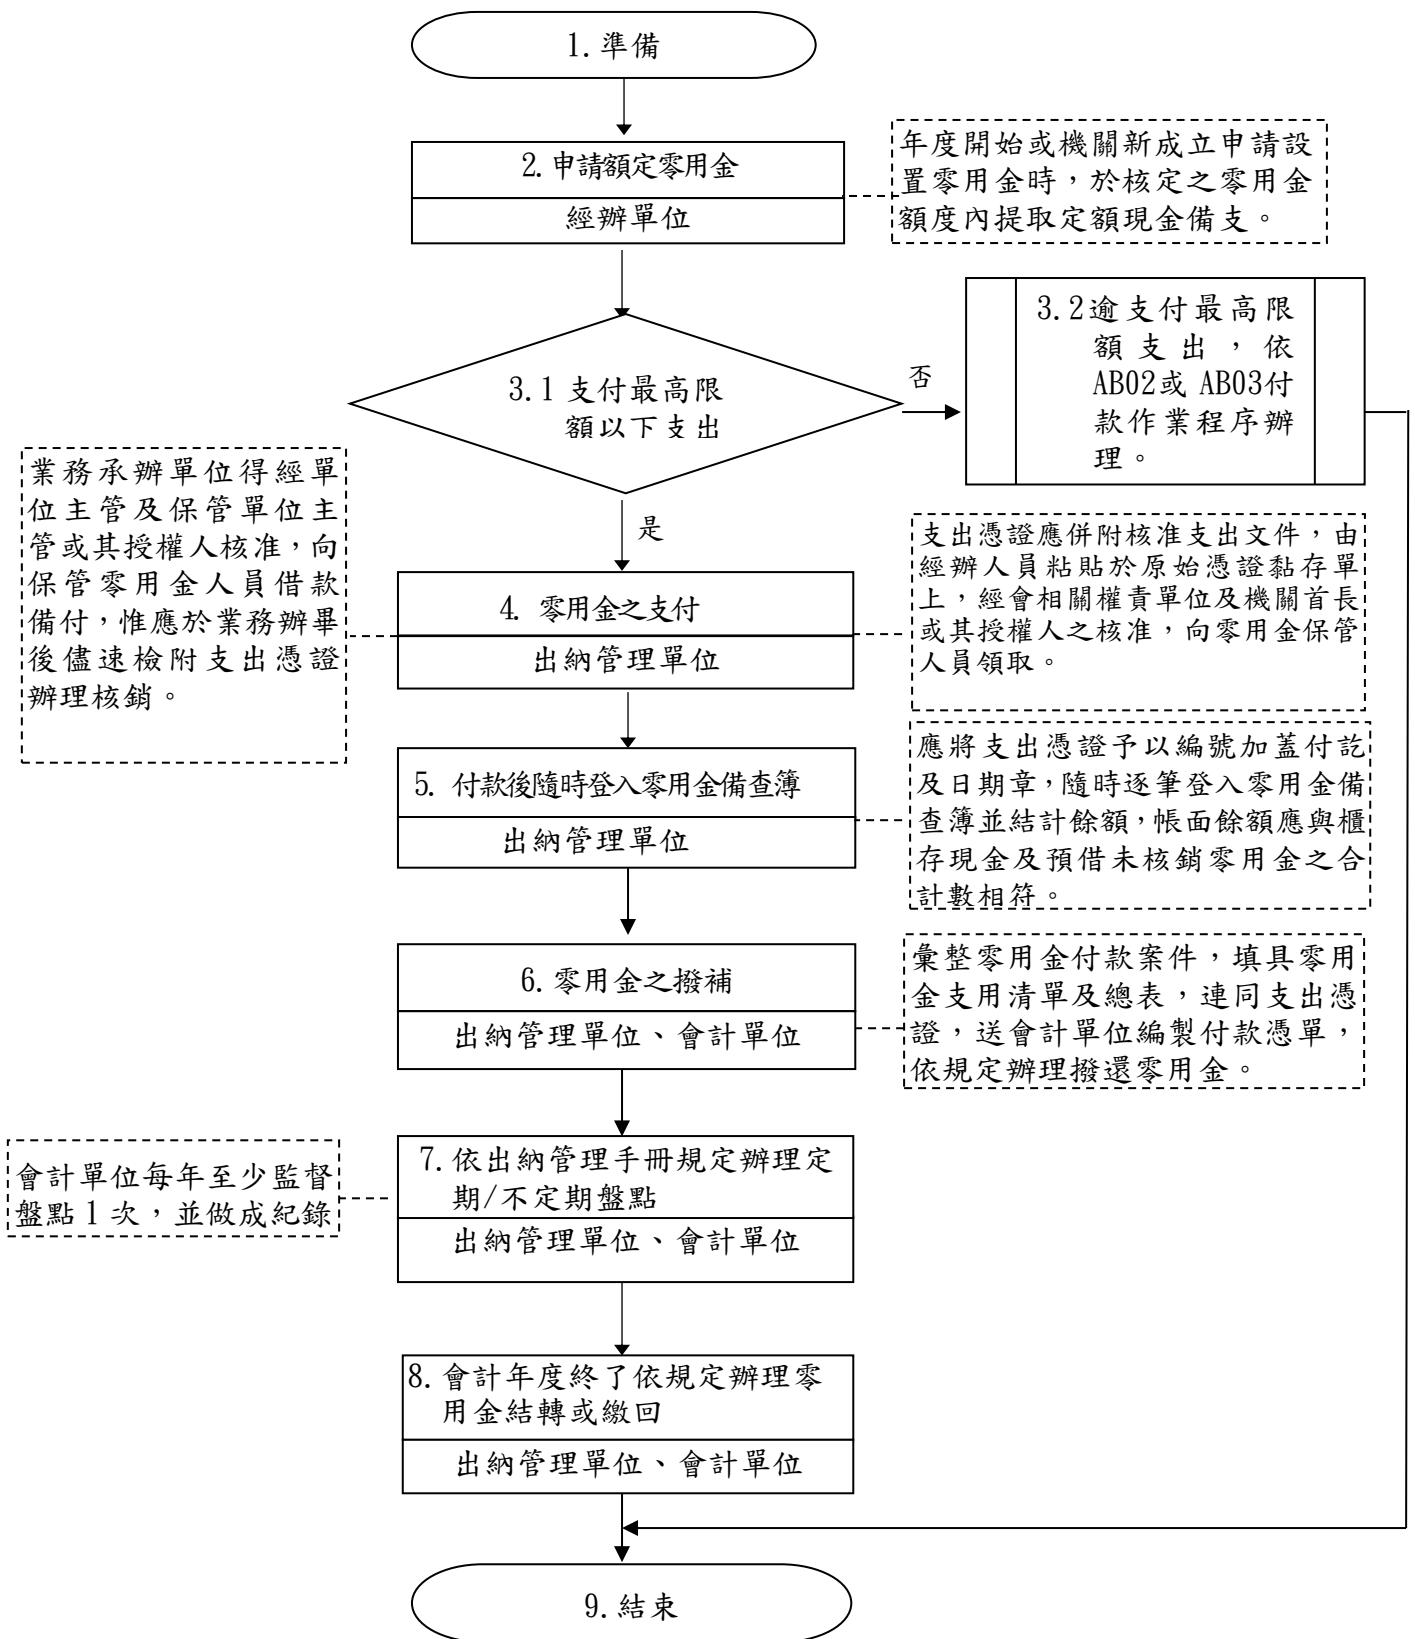 1.準備
2.申請額定零用金
經辦單位
年度開始或機關新成立申請設
置零用金時，於核定之零用金
額度內提取定額現金備支。
3.1支付最高限
額以下支出
否
3.2逾支付最高限
額支出，依
AB02或 AB03付
款作業程序辦
理。
是
業務承辦單位得經單
位主管及保管單位主
管或其授權人核准，向
保管零用金人員借款
備付，惟應於業務辦畢
後儘速檢附支出憑證
辦理核銷。
4. 零用金之支付
出納管理單位
支出憑證應併附核准支出文件，由
經辦人員粘貼於原始憑證黏存單
上，經會相關權責單位及機關首長
或其授權人之核准，向零用金保管
人員領取。
5. 付款後隨時登入零用金備查簿
出納管理單位
應將支出憑證予以編號加蓋付訖
及日期章，隨時逐筆登入零用金備
查簿並結計餘額，帳面餘額應與櫃
存現金及預借未核銷零用金之合
計數相符。
6.零用金之撥補
出納管理單位、會計單位
彙整零用金付款案件，填具零用
金支用清單及總表，連同支出憑
證，送會計單位編製付款憑單，
依規定辦理撥還零用金。
7.依出納管理手冊規定辦理定
期/不定期盤點
出納管理單位、會計單位
會計單位每年至少監督
盤點1次，並做成紀錄
8.會計年度終了依規定辦理零
用金結轉或繳回
出納管理單位、會計單位
9.結束